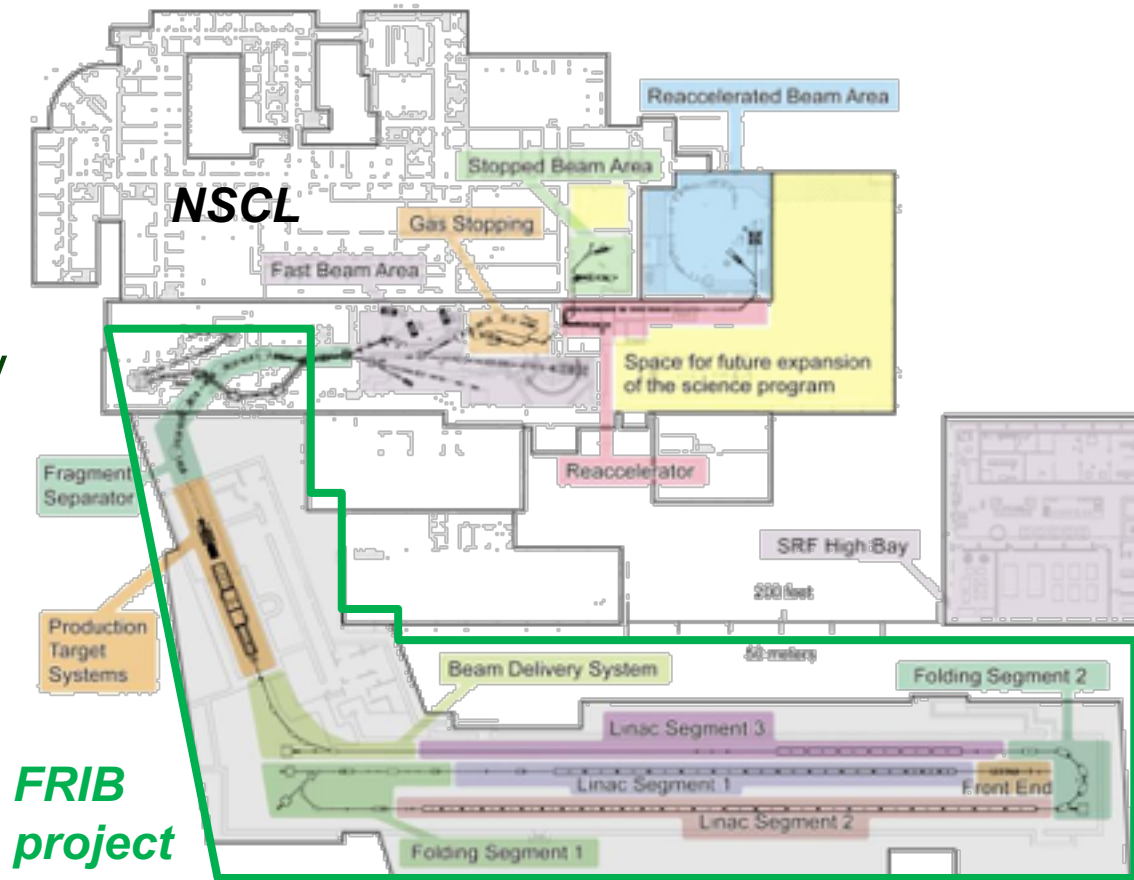 Reaccelerated Beam Area
Stopped Beam Area
NSCL
Gas Stopping
Fast Beam Area
Space for future expansion
of the science program
Fragment
Separator
Reaccelerator
SRF High Bay
200 feet
50 meters
Production
Target
Systems
Beam Delivery System
Folding Segment 2
Linac Segment 3
Linac Segment 1
Front End
Linac Segment 2
Folding Segment 1
FRIB
project